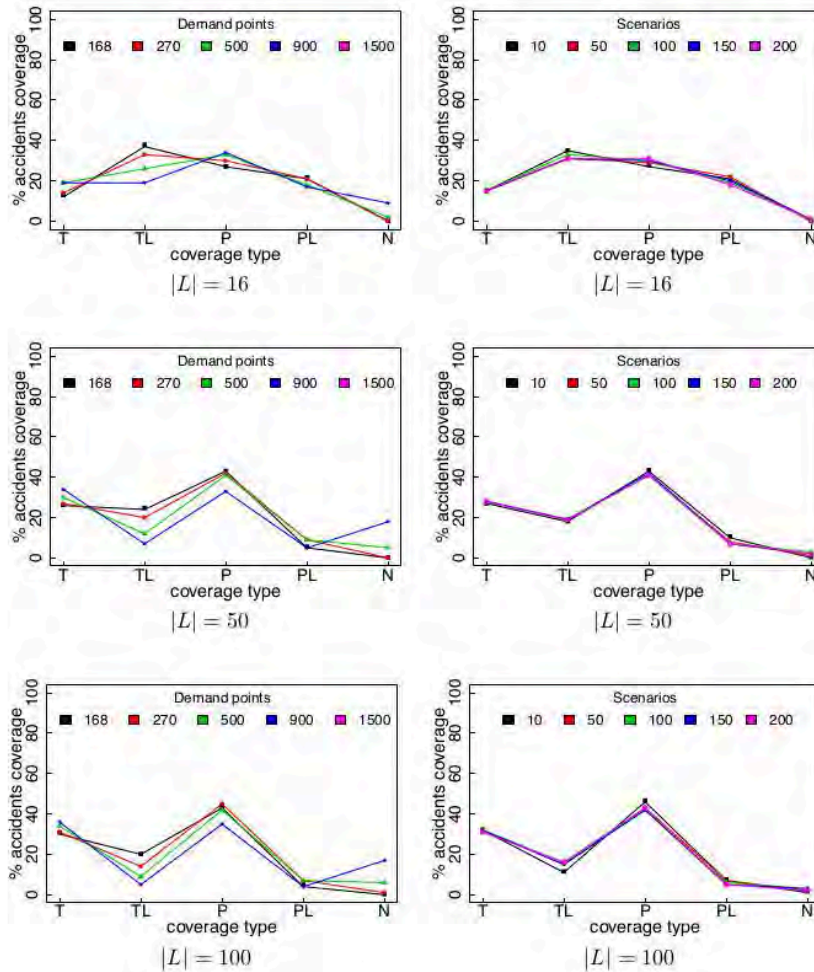 Demand points
168 270 500 900 1500
% accidents coverage
0 20 40 60 80 100
T TL P PL N
coverage type
|L| = 16
Scenarios
10 50 100 150 200
% accidents coverage
0 20 40 60 80 100
T TL P PL N
coverage type
|L| = 16
Demand points
168 270 500 900 1500
% accidents coverage
0 20 40 60 80 100
T TL P PL N
coverage type
|L| = 50
Scenarios
10 50 100 150 200
% accidents coverage
0 20 40 60 80 100
T TL P PL N
coverage type
|L| = 50
Demand points
168 270 500 900 1500
% accidents coverage
0 20 40 60 80 100
T TL P PL N
coverage type
|L| = 100
Scenarios
10 50 100 150 200
% accidents coverage
0 20 40 60 80 100
T TL P PL N
coverage type
|L| = 100